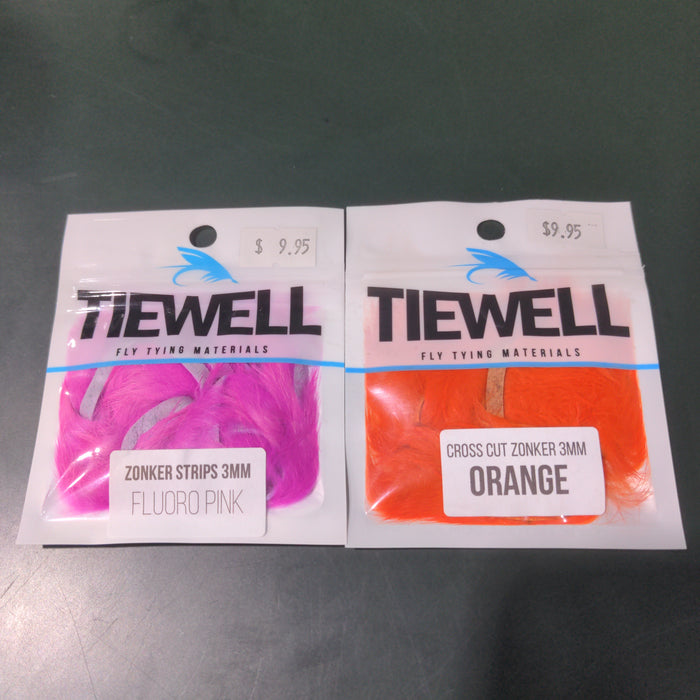 $ 9.95
TIEWELL
FLY TYING MATERIALS
ZONKER STRIPS 3MM
FLUORO PINK
$9.95
TIEWELL
FLY TYING MATERIALS
CROSS CUT ZONKER 3MM
ORANGE